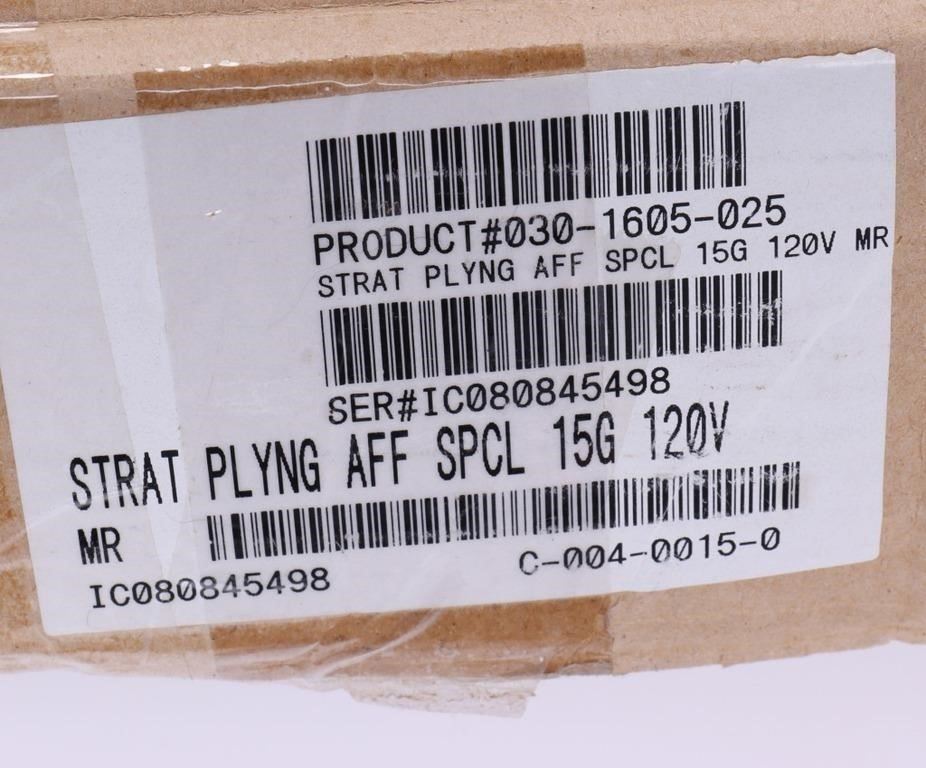 PRODUCT#030-1605-025
STRAT PLYNG AFF SPCL 15G 120V MR
SER#IC080845498
STRAT PLYNG AFF SPCL 15G 120V
MR
IC080845498 C-004-0015-0